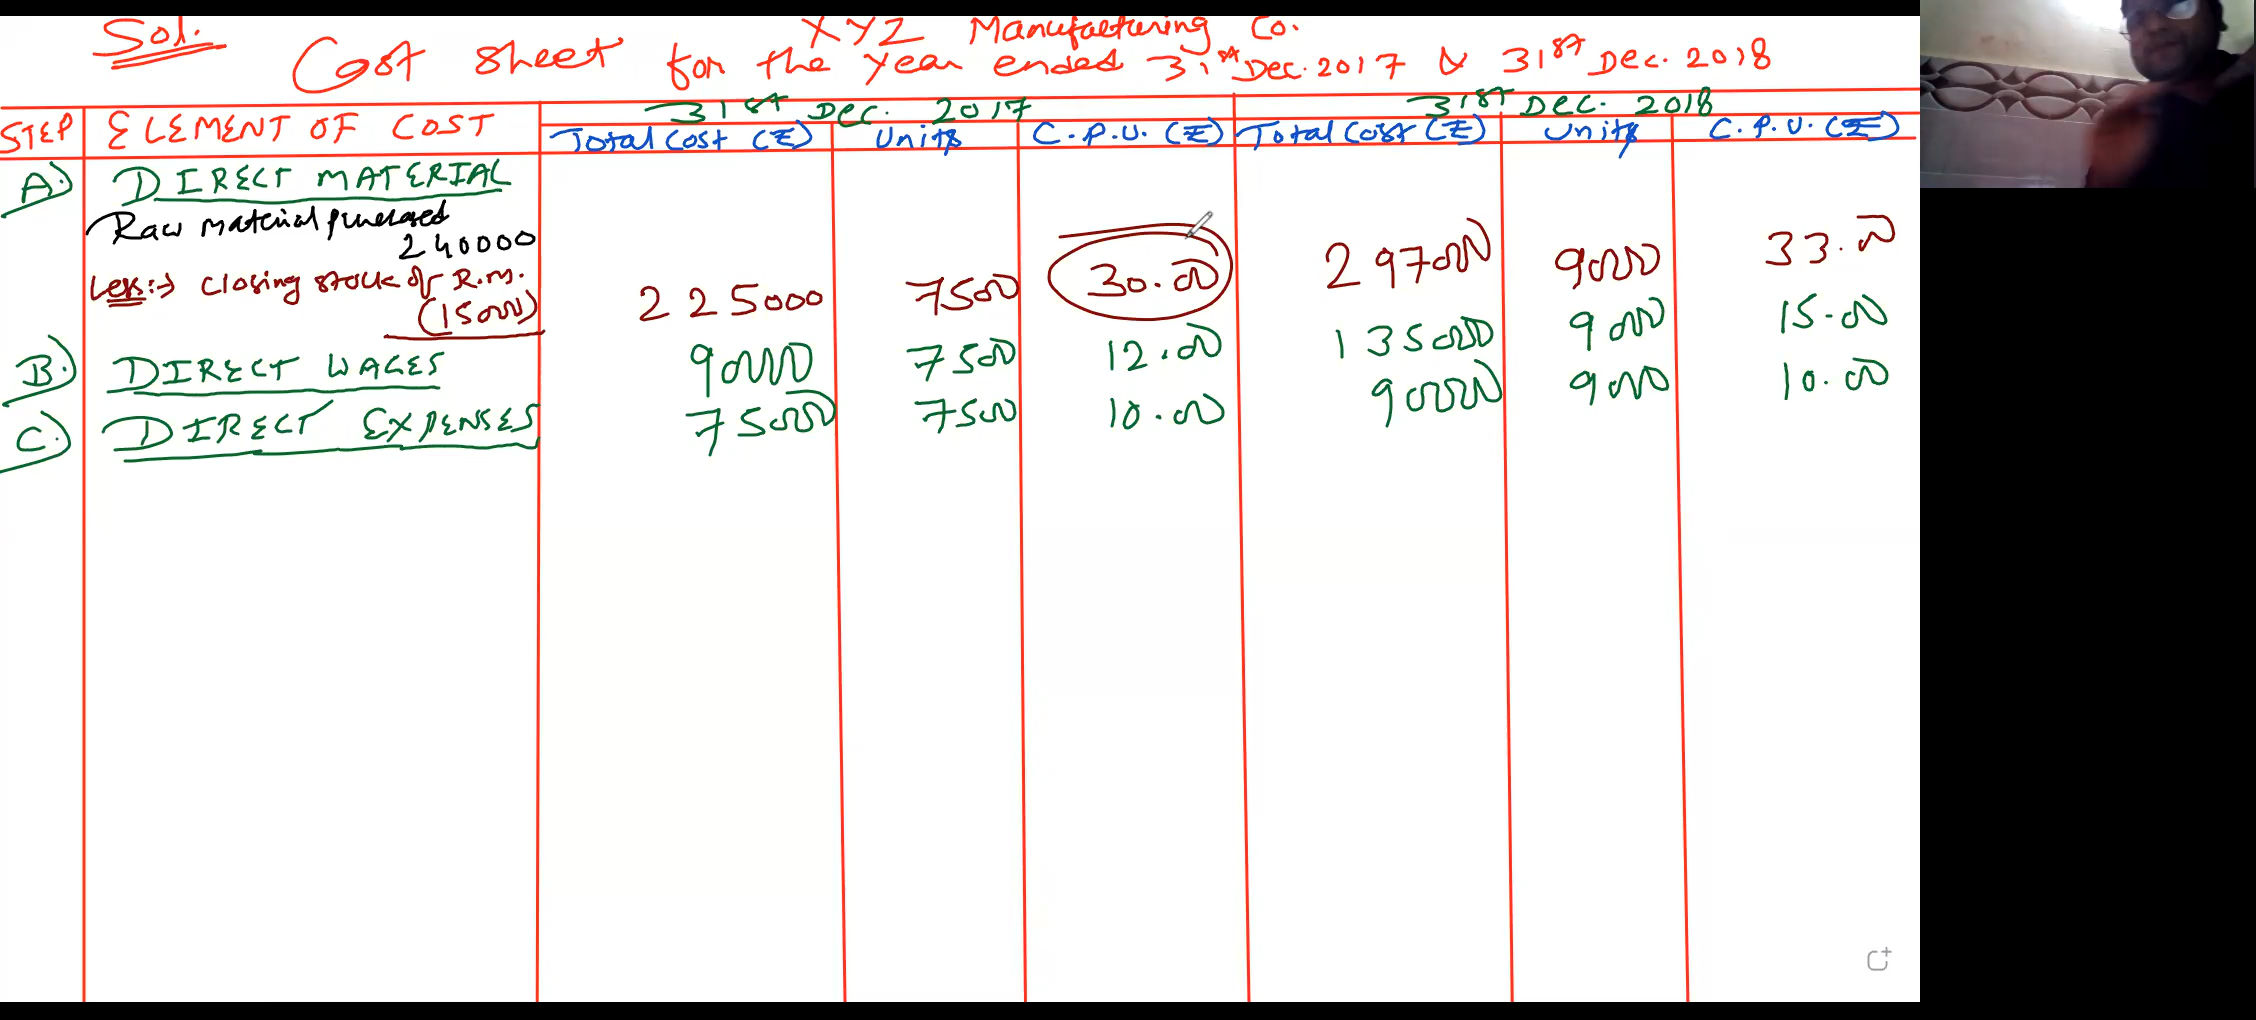 Sol.
XYZ Manufacturing Co.
Cost sheet for the year ended 31st Dec. 2017 & 31st Dec. 2018
STEP ELEMENT OF COST 31st Dec. 2017 31st Dec. 2018
Total Cost (₹) Units C.P.U. (₹) Total Cost (₹) Units C.P.U. (₹)
A.) DIRECT MATERIAL
Raw material purchased
240000
Less:→ closing stock of R.M.
(15000) 225000 7500 30.00 297000 9000 33.00
B.) DIRECT WAGES 90000 7500 12.00 135000 9000 15.00
C.) DIRECT EXPENSES 75000 7500 10.00 90000 9000 10.00